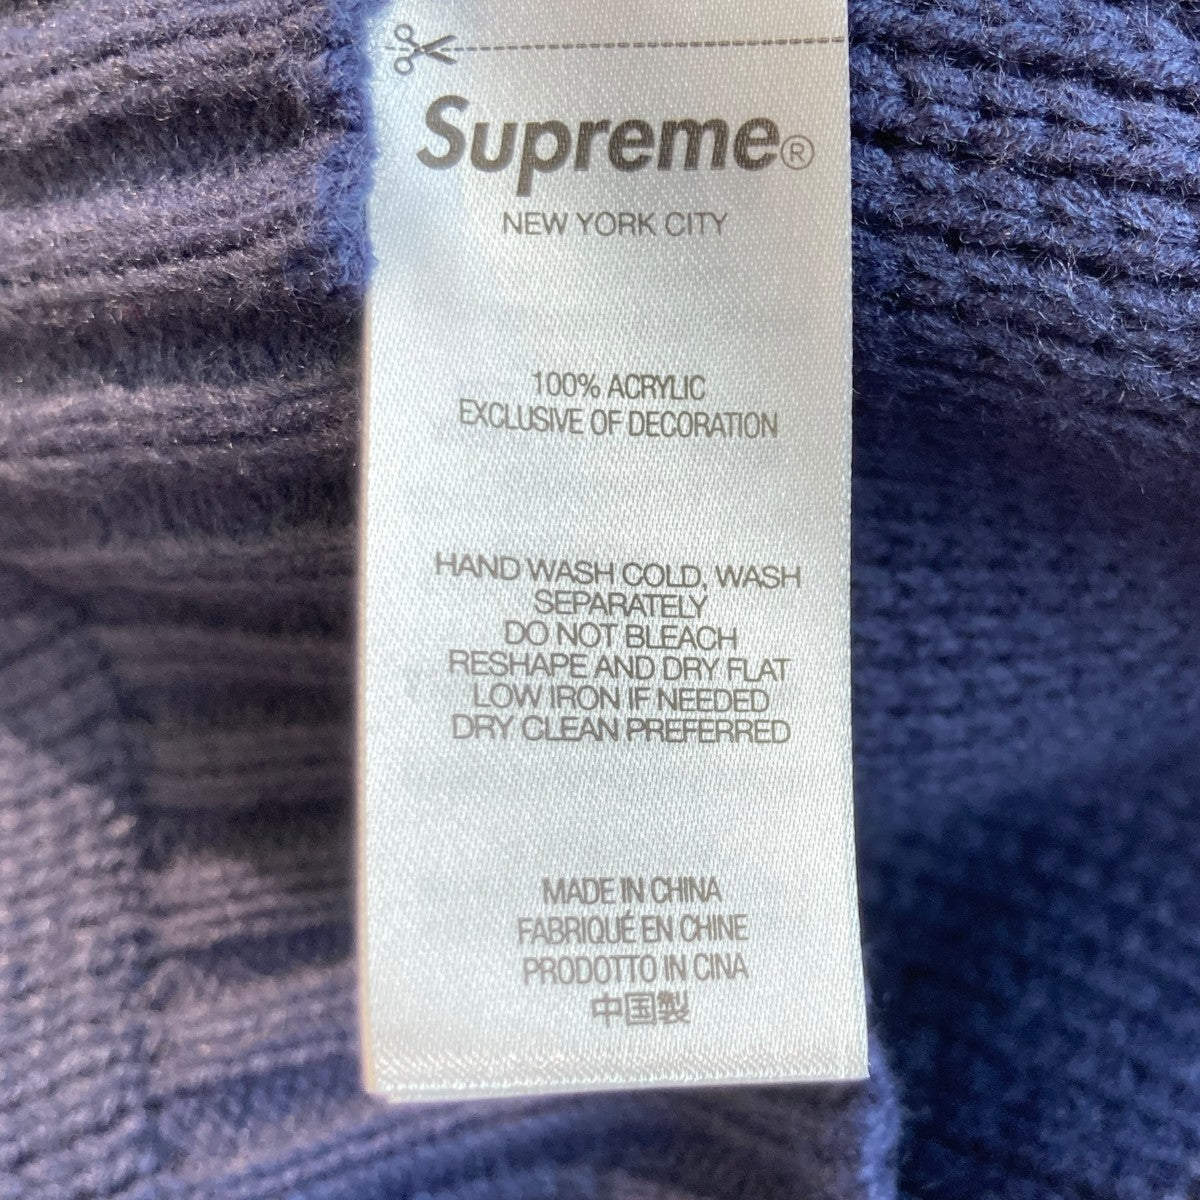 Supreme®
NEW YORK CITY
100% ACRYLIC
EXCLUSIVE OF DECORATION
HAND WASH COLD, WASH
SEPARATELY
DO NOT BLEACH
RESHAPE AND DRY FLAT
LOW IRON IF NEEDED
DRY CLEAN PREFERRED
MADE IN CHINA
FABRIQUÉ EN CHINE
PRODOTTO IN CINA
中国製